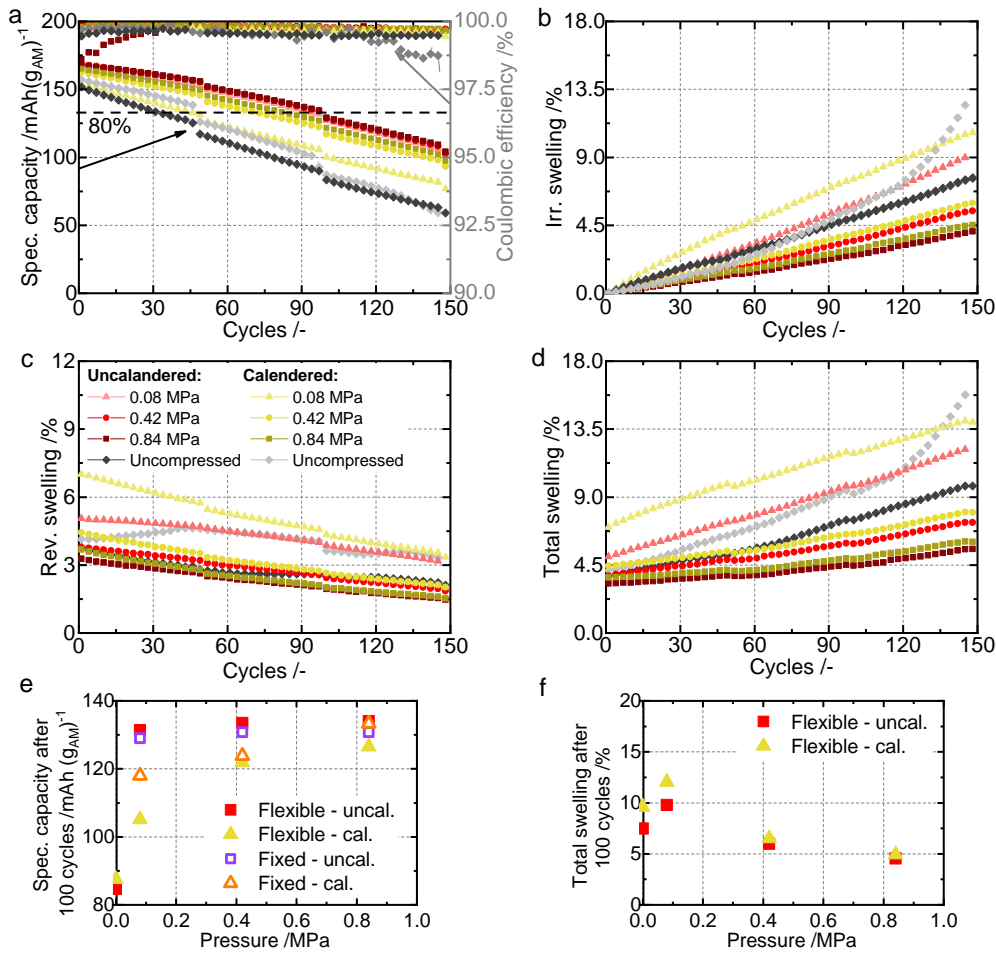 a
200
150
100
50
0
Spec. capacity /mAh(g_AM)⁻¹
80%
100.0
97.5
95.0
92.5
90.0
Coulombic efficiency /%
0 30 60 90 120 150
Cycles /-
b
18.0
13.5
9.0
4.5
0.0
Irr. swelling /%
0 30 60 90 120 150
Cycles /-
c
12
9
6
3
0
Rev. swelling /%
Uncalandered: Calendered:
0.08 MPa 0.08 MPa
0.42 MPa 0.42 MPa
0.84 MPa 0.84 MPa
Uncompressed Uncompressed
0 30 60 90 120 150
Cycles /-
d
18.0
13.5
9.0
4.5
0.0
Total swelling /%
0 30 60 90 120 150
Cycles /-
e
140
120
100
80
Spec. capacity after
100 cycles /mAh (g_AM)⁻¹
Flexible - uncal.
Flexible - cal.
Fixed - uncal.
Fixed - cal.
0.0 0.2 0.4 0.6 0.8 1.0
Pressure /MPa
f
20
15
10
5
0
Total swelling after
100 cycles /%
Flexible - uncal.
Flexible - cal.
0.0 0.2 0.4 0.6 0.8 1.0
Pressure /MPa